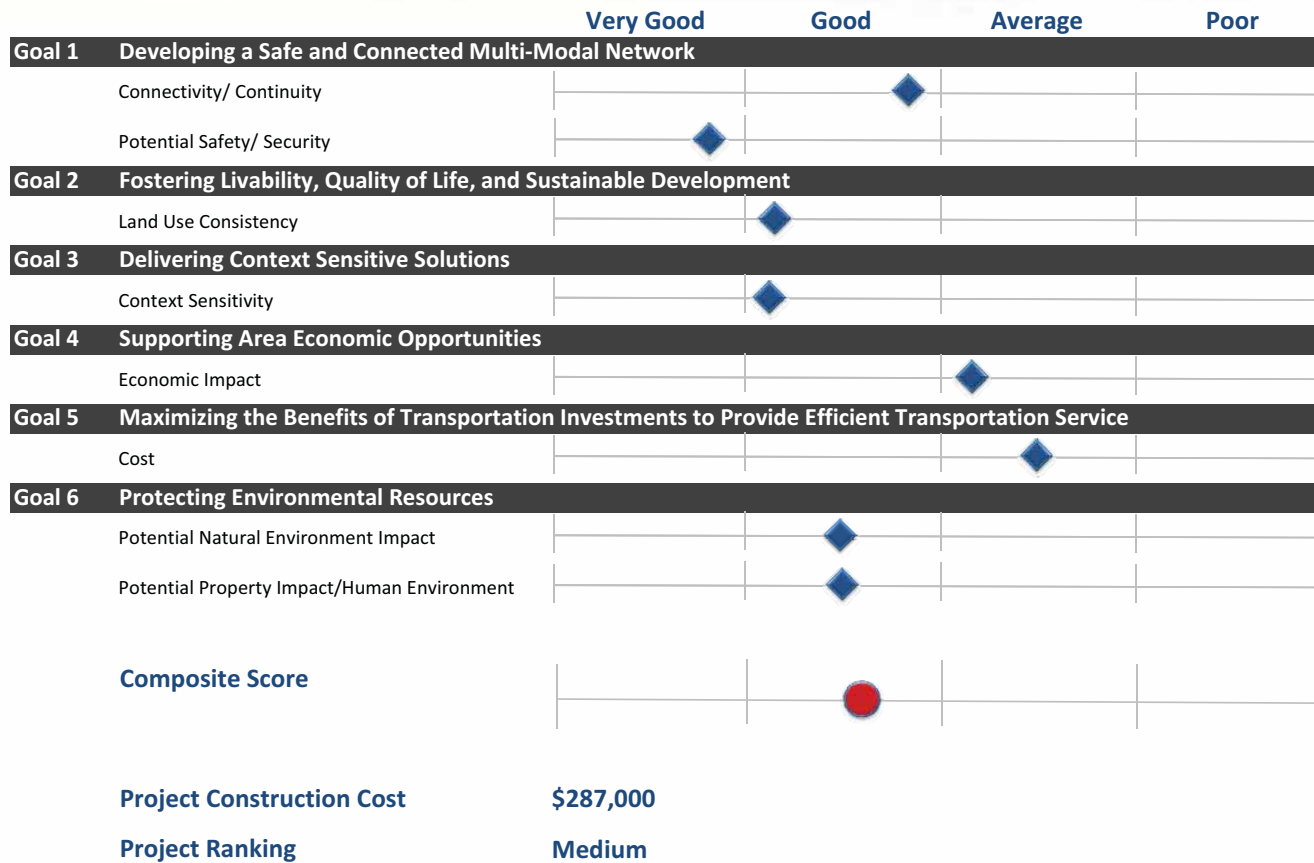 Very Good Good Average Poor
Goal 1 Developing a Safe and Connected Multi-Modal Network
Connectivity/ Continuity
Potential Safety/ Security
Goal 2 Fostering Livability, Quality of Life, and Sustainable Development
Land Use Consistency
Goal 3 Delivering Context Sensitive Solutions
Context Sensitivity
Goal 4 Supporting Area Economic Opportunities
Economic Impact
Goal 5 Maximizing the Benefits of Transportation Investments to Provide Efficient Transportation Service
Cost
Goal 6 Protecting Environmental Resources
Potential Natural Environment Impact
Potential Property Impact/Human Environment
Composite Score
Project Construction Cost $287,000
Project Ranking Medium